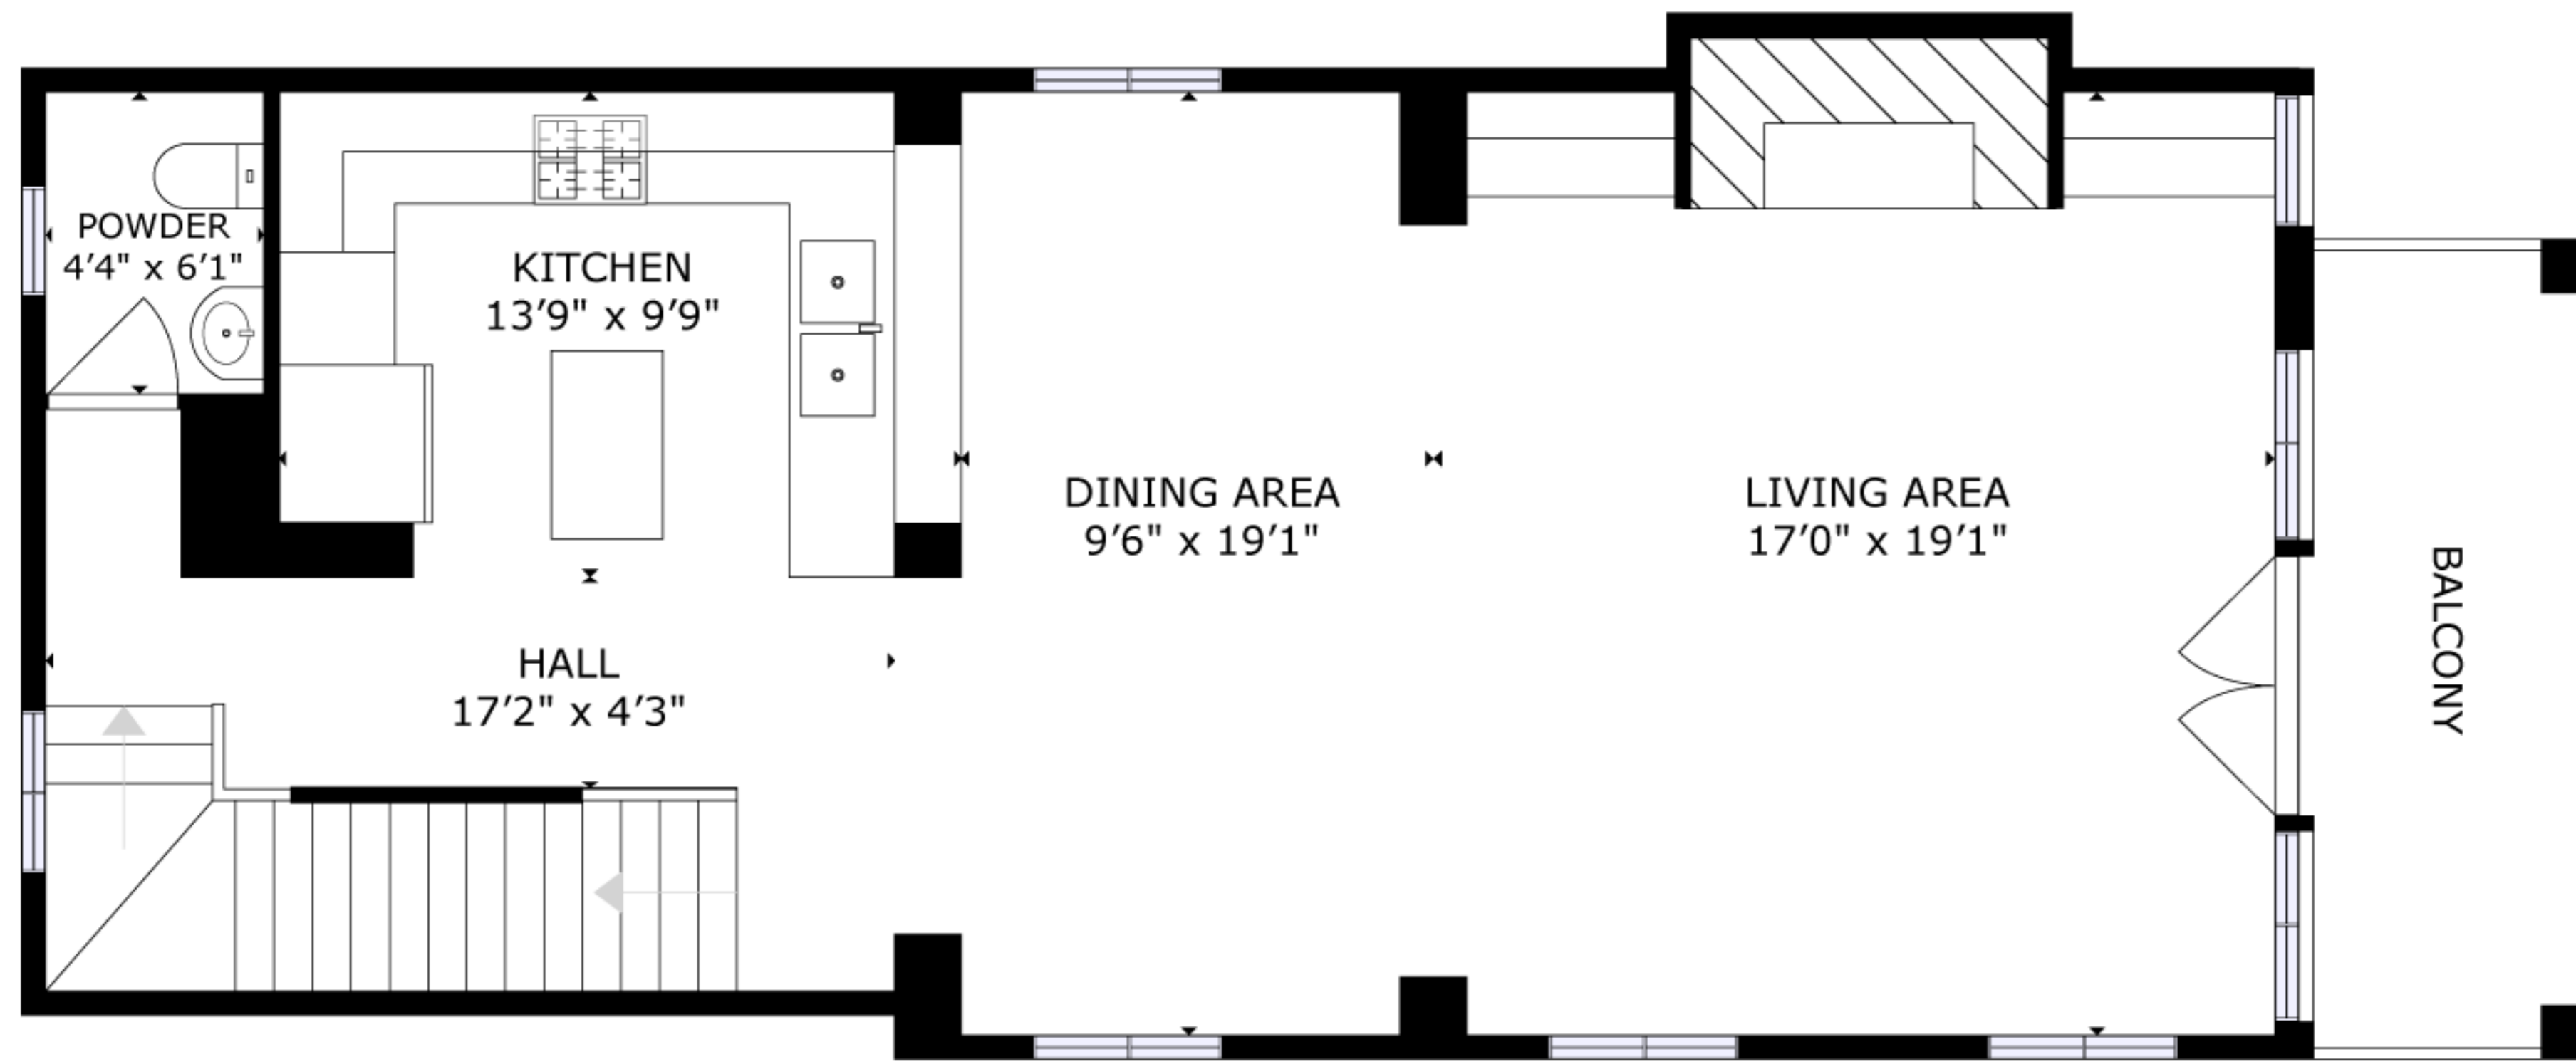 POWDER
4'4" x 6'1"
KITCHEN
13'9" x 9'9"
DINING AREA
9'6" x 19'1"
LIVING AREA
17'0" x 19'1"
BALCONY
HALL
17'2" x 4'3"